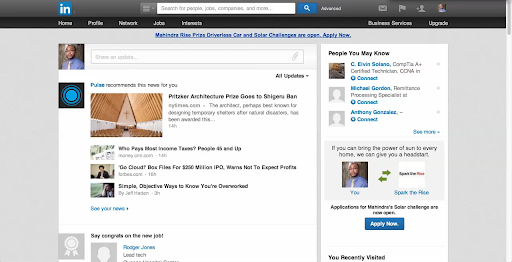 in
Search for people, jobs, companies, and more...
Advanced
Home Profile Network Jobs Interests
Business Services Upgrade
Mahindra Rise Prizes Driverless Car and Solar Challenges are open. Apply Now.
Share an update...
All Updates
Pulse recommends this news for you
Pritzker Architecture Prize Goes to Shigeru Ban
nytimes.com - The architect, perhaps best known for
designing temporary shelters after natural disasters, has
been awarded this...
14h
Who Pays Most Income Taxes? People 45 and Up
money.cnn.com - 16h
'Go Cloud? Box Files For $250 Million IPO, Warns Not To Expect Profits
forbes.com - 18h
Simple, Objective Ways to Know You're Overworked
By Jeff Haden - 3h
See your news
Say congrats on the new job!
Rodger Jones
Lead tech
People You May Know
C. Elvin Solano, CompTia A+
Certified Technician, CCNA in
Connect
Michael Gordon, Remittance
Processing Specialist at
Connect
Anthony Gonzalez, –
Connect
See more
If you can bring the power of sun to every
home, we can give you a headstart.
Spark the Rise
You Spark the Rise
Applications for Mahindra's Solar challenge are
now open.
Apply Now.
You Recently Visited